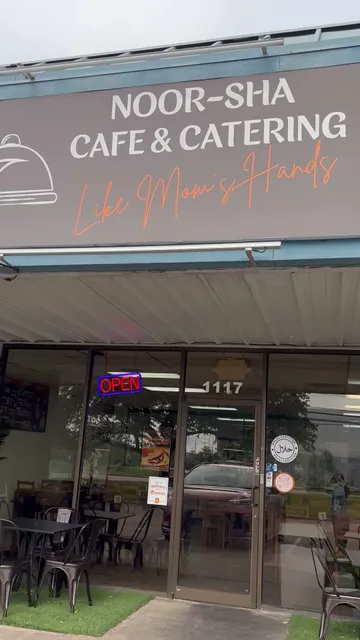 NOOR-SHA
CAFE & CATERING
Like Mom's Hands
OPEN
1117
حلال